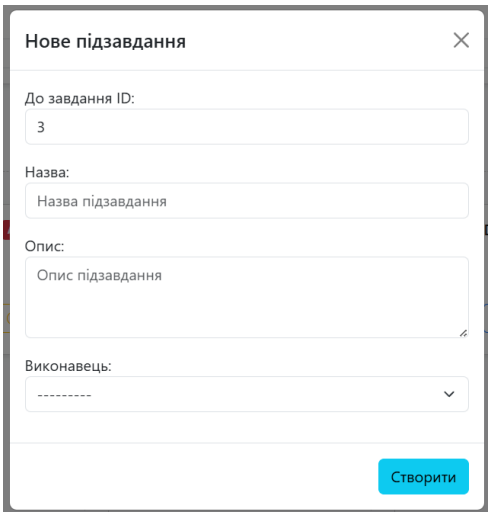 Нове підзавдання
До завдання ID:
3
Назва:
Назва підзавдання
Опис:
Опис підзавдання
Виконавець:
---------
Створити